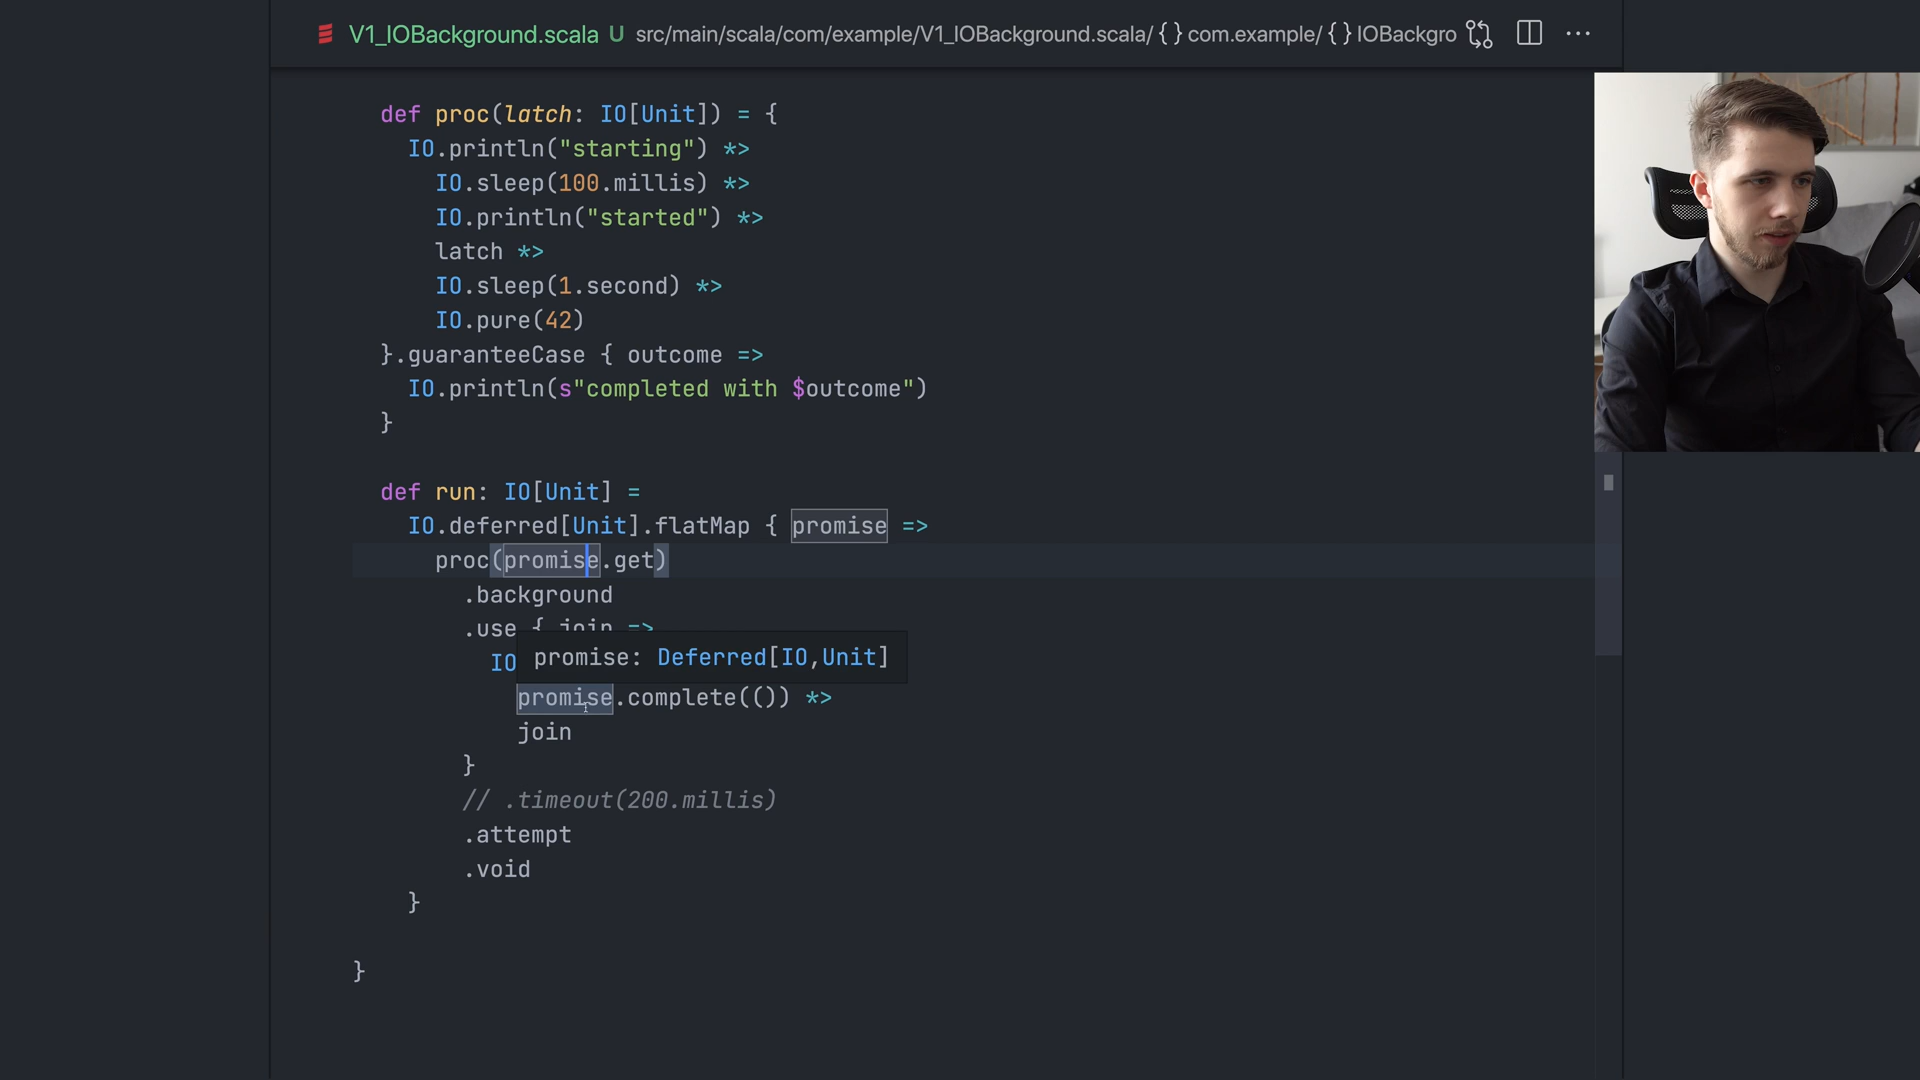 V1_IOBackground.scala U src/main/scala/com/example/V1_IOBackground.scala/ {} com.example/ {} IOBackgro ···
def proc(latch: IO[Unit]) = {
IO.println("starting") *>
IO.sleep(100.millis) *>
IO.println("started") *>
latch *>
IO.sleep(1.second) *>
IO.pure(42)
}.guaranteeCase { outcome =>
IO.println(s"completed with $outcome")
}
def run: IO[Unit] =
IO.deferred[Unit].flatMap { promise =>
proc(promise.get)
.background
.use { join =>
IO
promise: Deferred[IO,Unit]
promise.complete(()) *>
join
}
// .timeout(200.millis)
.attempt
.void
}
}